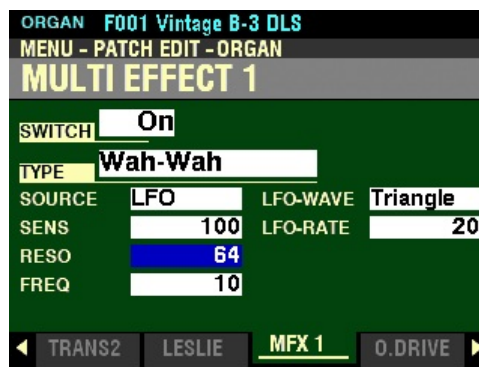 ORGAN F001 Vintage B-3 DLS
MENU - PATCH EDIT - ORGAN
MULTI EFFECT 1
SWITCH On
TYPE Wah-Wah
SOURCE LFO LFO-WAVE Triangle
SENS 100 LFO-RATE 20
RESO 64
FREQ 10
TRANS2 LESLIE MFX 1 O.DRIVE